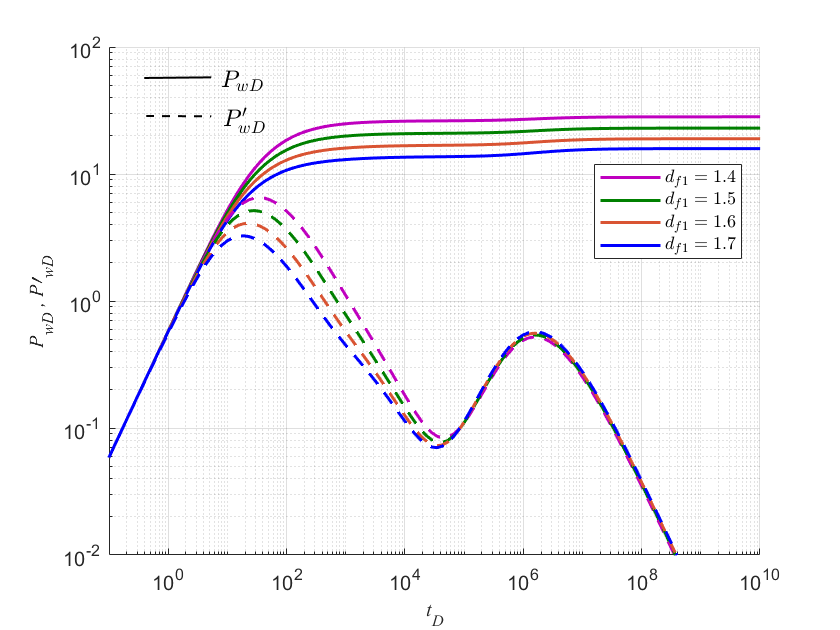 10^2
10^1
10^0
10^-1
10^-2
P_{wD}
P'_{wD}
d_{f1} = 1.4
d_{f1} = 1.5
d_{f1} = 1.6
d_{f1} = 1.7
P_{wD}, P'_{wD}
10^0
10^2
10^4
10^6
10^8
10^10
t_D